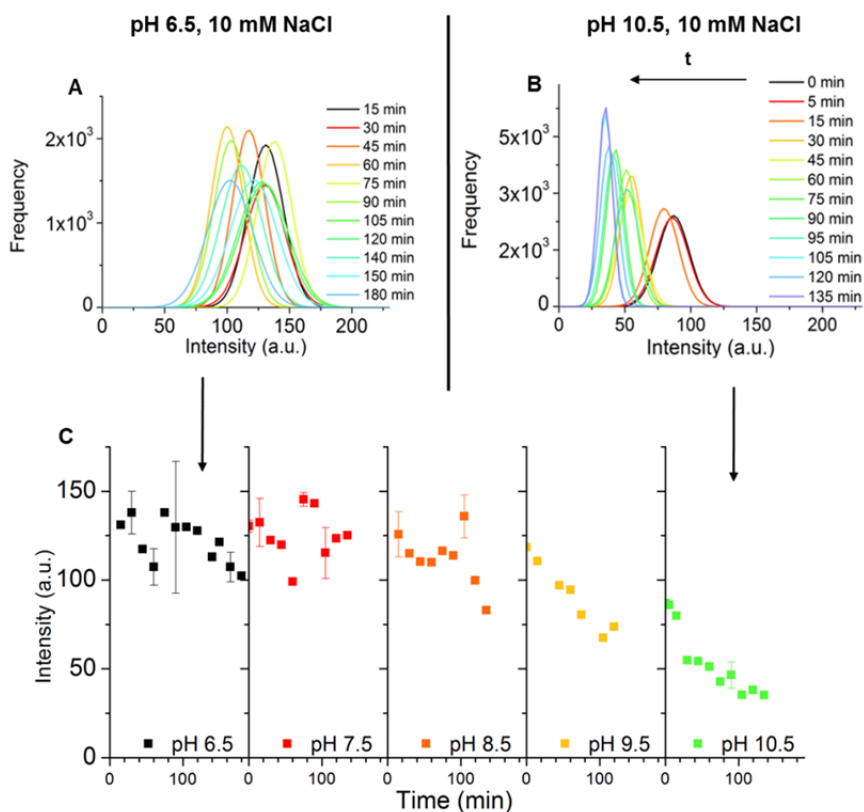 pH 6.5, 10 mM NaCl
pH 10.5, 10 mM NaCl
A
Frequency
2x10³
1x10³
0
0 50 100 150 200
Intensity (a.u.)
15 min
30 min
45 min
60 min
75 min
90 min
105 min
120 min
140 min
150 min
180 min
t
B
Frequency
5x10³
3x10³
2x10³
0
0 50 100 150 200
Intensity (a.u.)
0 min
5 min
15 min
30 min
45 min
60 min
75 min
90 min
95 min
105 min
120 min
135 min
C
Intensity (a.u.)
150
100
50
0
pH 6.5
pH 7.5
pH 8.5
pH 9.5
pH 10.5
0 100 0 100 0 100 0 100 0 100
Time (min)